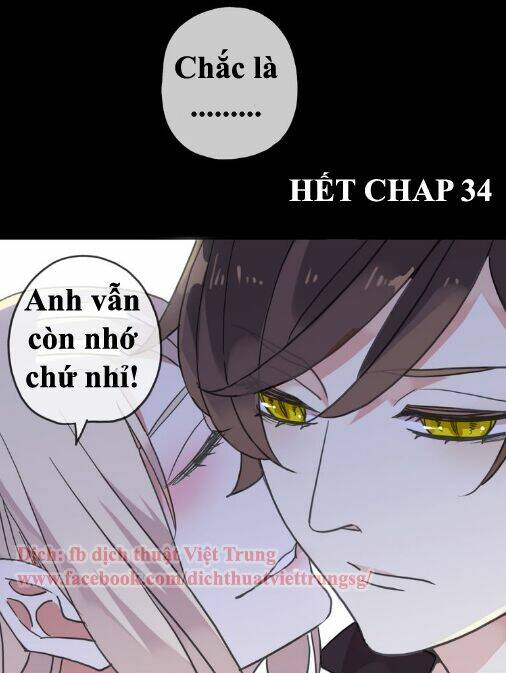 Chắc là
.........
HẾT CHAP 34
Anh vẫn
còn nhớ
chứ nhỉ!
Dịch: fb dịch thuật Việt Trung
www.facebook.com/dichthuatviettrungsg/